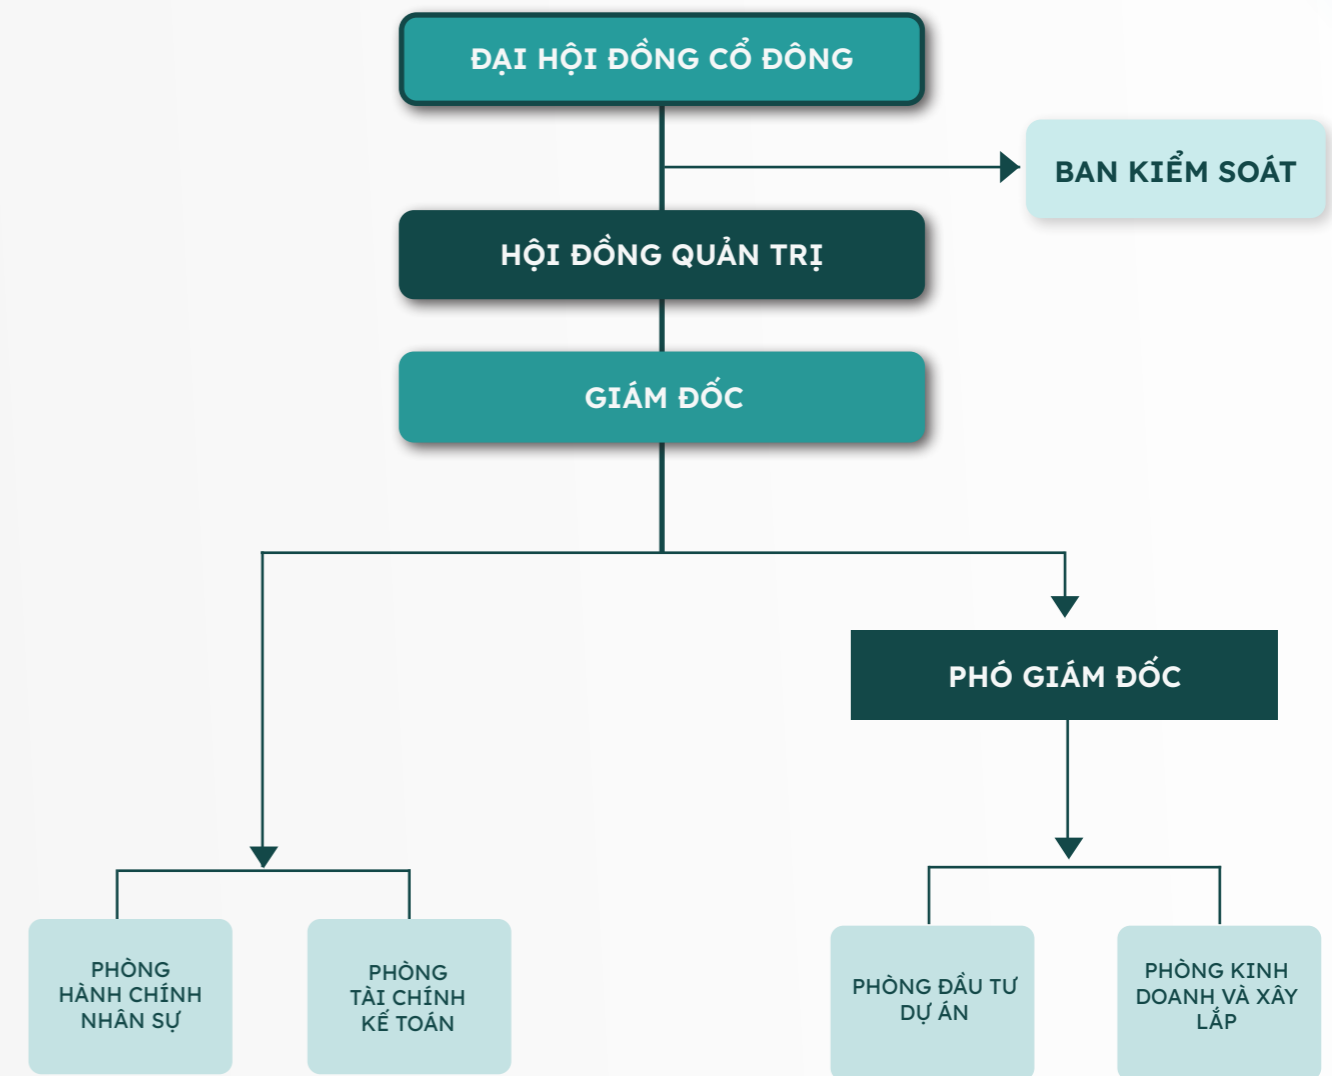 ĐẠI HỘI ĐỒNG CỔ ĐÔNG
BAN KIỂM SOÁT
HỘI ĐỒNG QUẢN TRỊ
GIÁM ĐỐC
PHÓ GIÁM ĐỐC
PHÒNG
HÀNH CHÍNH
NHÂN SỰ
PHÒNG
TÀI CHÍNH
KẾ TOÁN
PHÒNG ĐẦU TƯ
DỰ ÁN
PHÒNG KINH
DOANH VÀ XÂY
LẮP